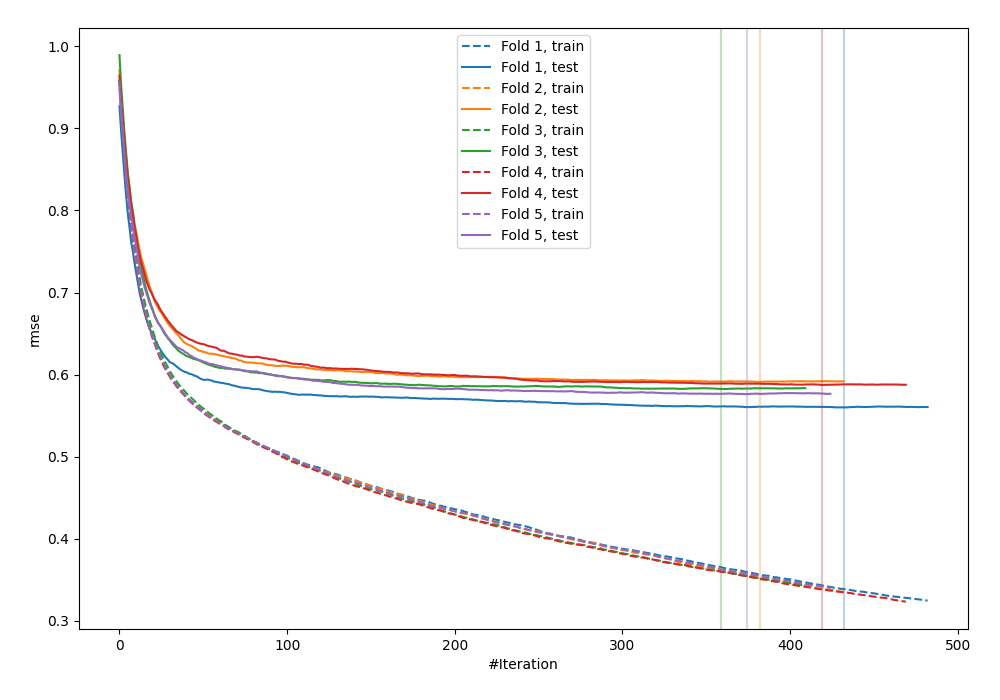 1.0
0.9
0.8
0.7
0.6
0.5
0.4
0.3
rmse
Fold 1, train
Fold 1, test
Fold 2, train
Fold 2, test
Fold 3, train
Fold 3, test
Fold 4, train
Fold 4, test
Fold 5, train
Fold 5, test
0 100 200 300 400 500
#Iteration